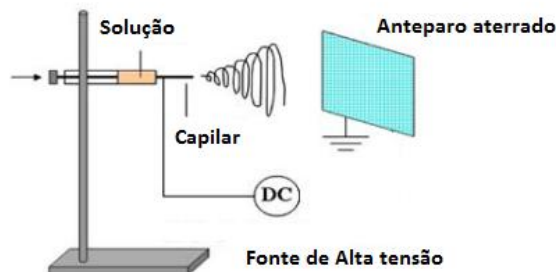 Solução
Anteparo aterrado
Capilar
DC
Fonte de Alta tensão